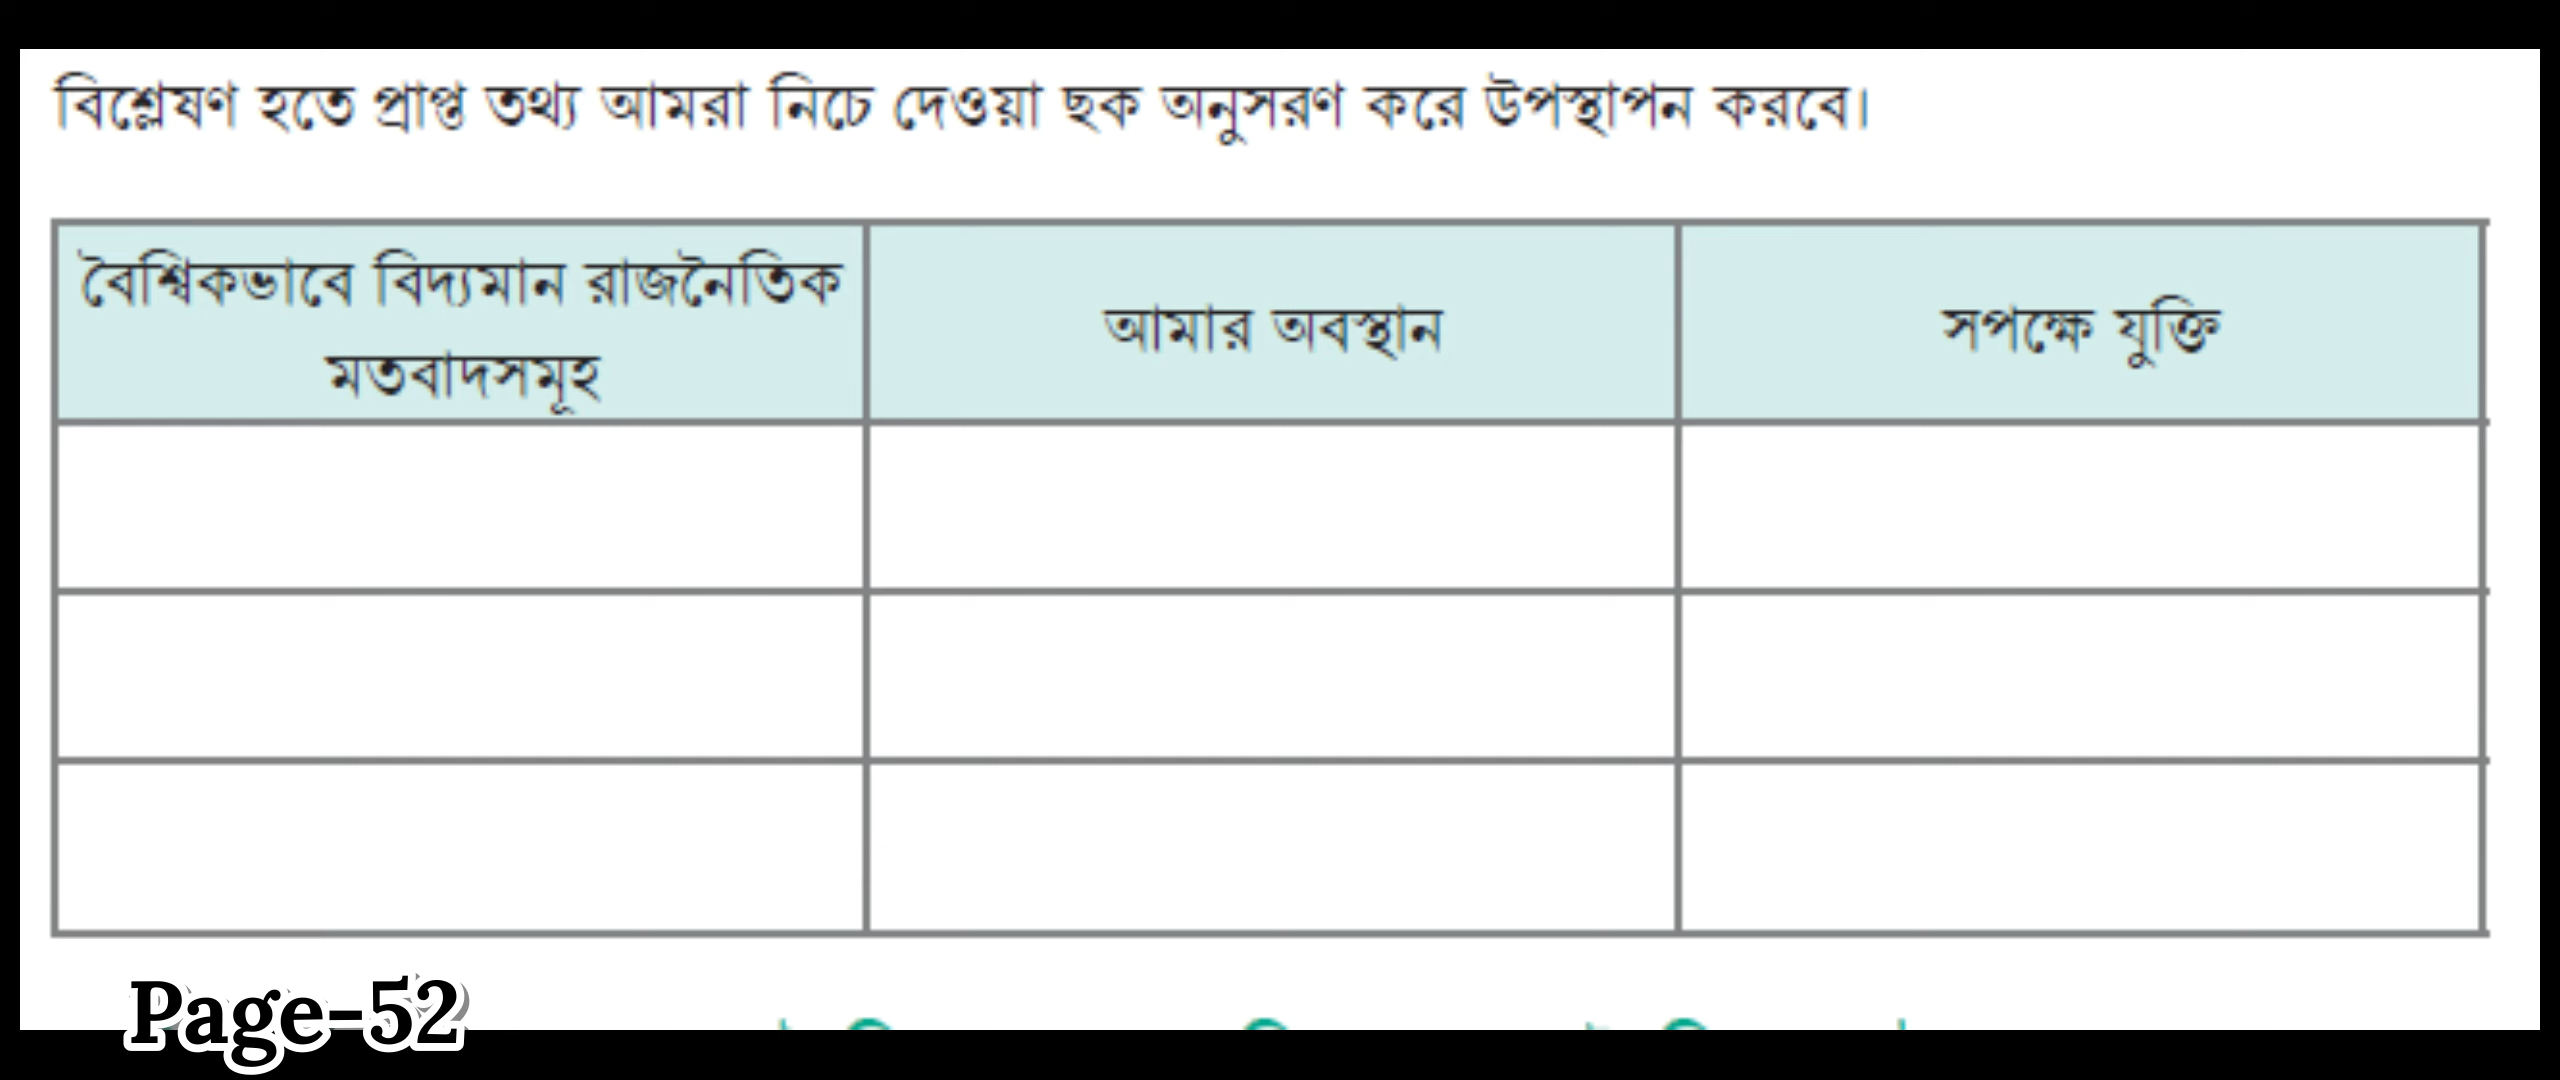 বিশ্লেষণ হতে প্রাপ্ত তথ্য আমরা নিচে দেওয়া ছক অনুসরণ করে উপস্থাপন করবে।
বৈশ্বিকভাবে বিদ্যমান রাজনৈতিক
মতবাদসমূহ
আমার অবস্থান
সপক্ষে যুক্তি
Page-52